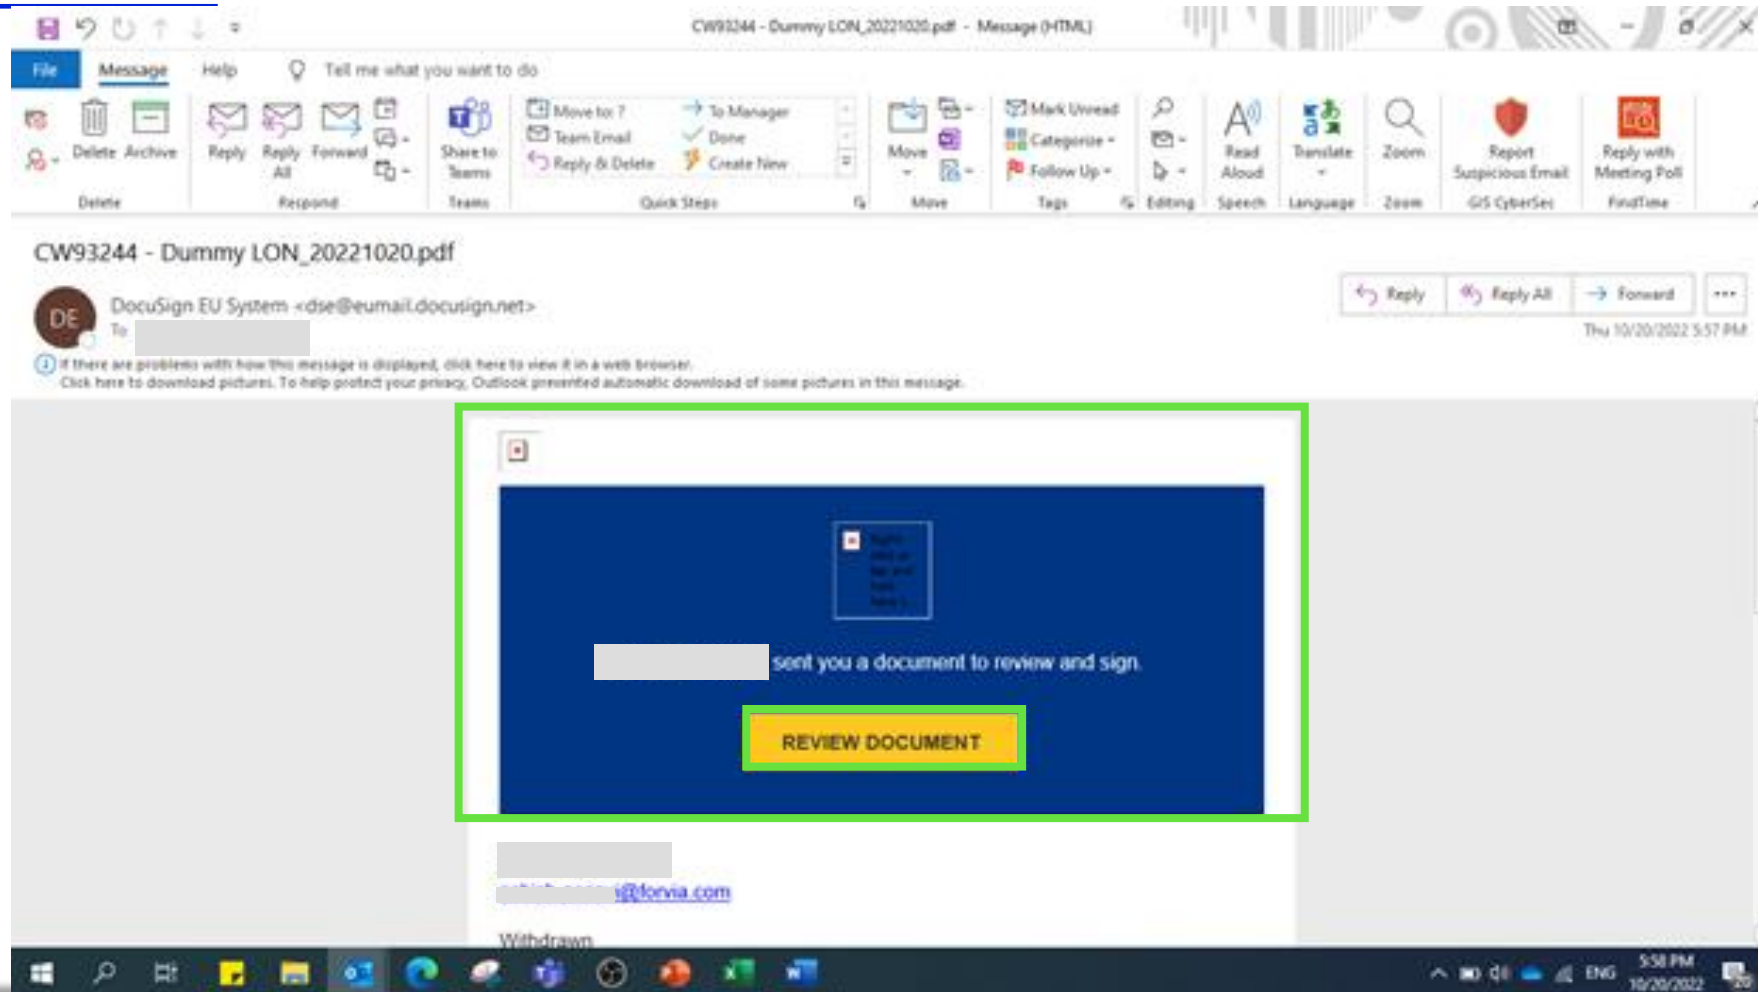 CW93244 - Dummy LON_20221020.pdf - Message (HTML)
File Message Help Tell me what you want to do
Delete Archive
Reply Reply All Forward
Share to Teams
Move to: ? To Manager
Team Email Done
Reply & Delete Create New
Move
Mark Unread
Categorize
Follow Up
Read Aloud
Translate
Zoom
Report Suspicious Email
Reply with Meeting Poll
Delete Respond Teams Quick Steps Move Tags Editing Speech Language Zoom GIS CyberSec FindTime
CW93244 - Dummy LON_20221020.pdf
DE
DocuSign EU System <dse@eumail.docusign.net>
To
Reply Reply All Forward
Thu 10/20/2022 5:57 PM
If there are problems with how this message is displayed, click here to view it in a web browser.
Click here to download pictures. To help protect your privacy, Outlook prevented automatic download of some pictures in this message.
sent you a document to review and sign.
REVIEW DOCUMENT
@forvia.com
Withdrawn
ENG
5:58 PM
10/20/2022